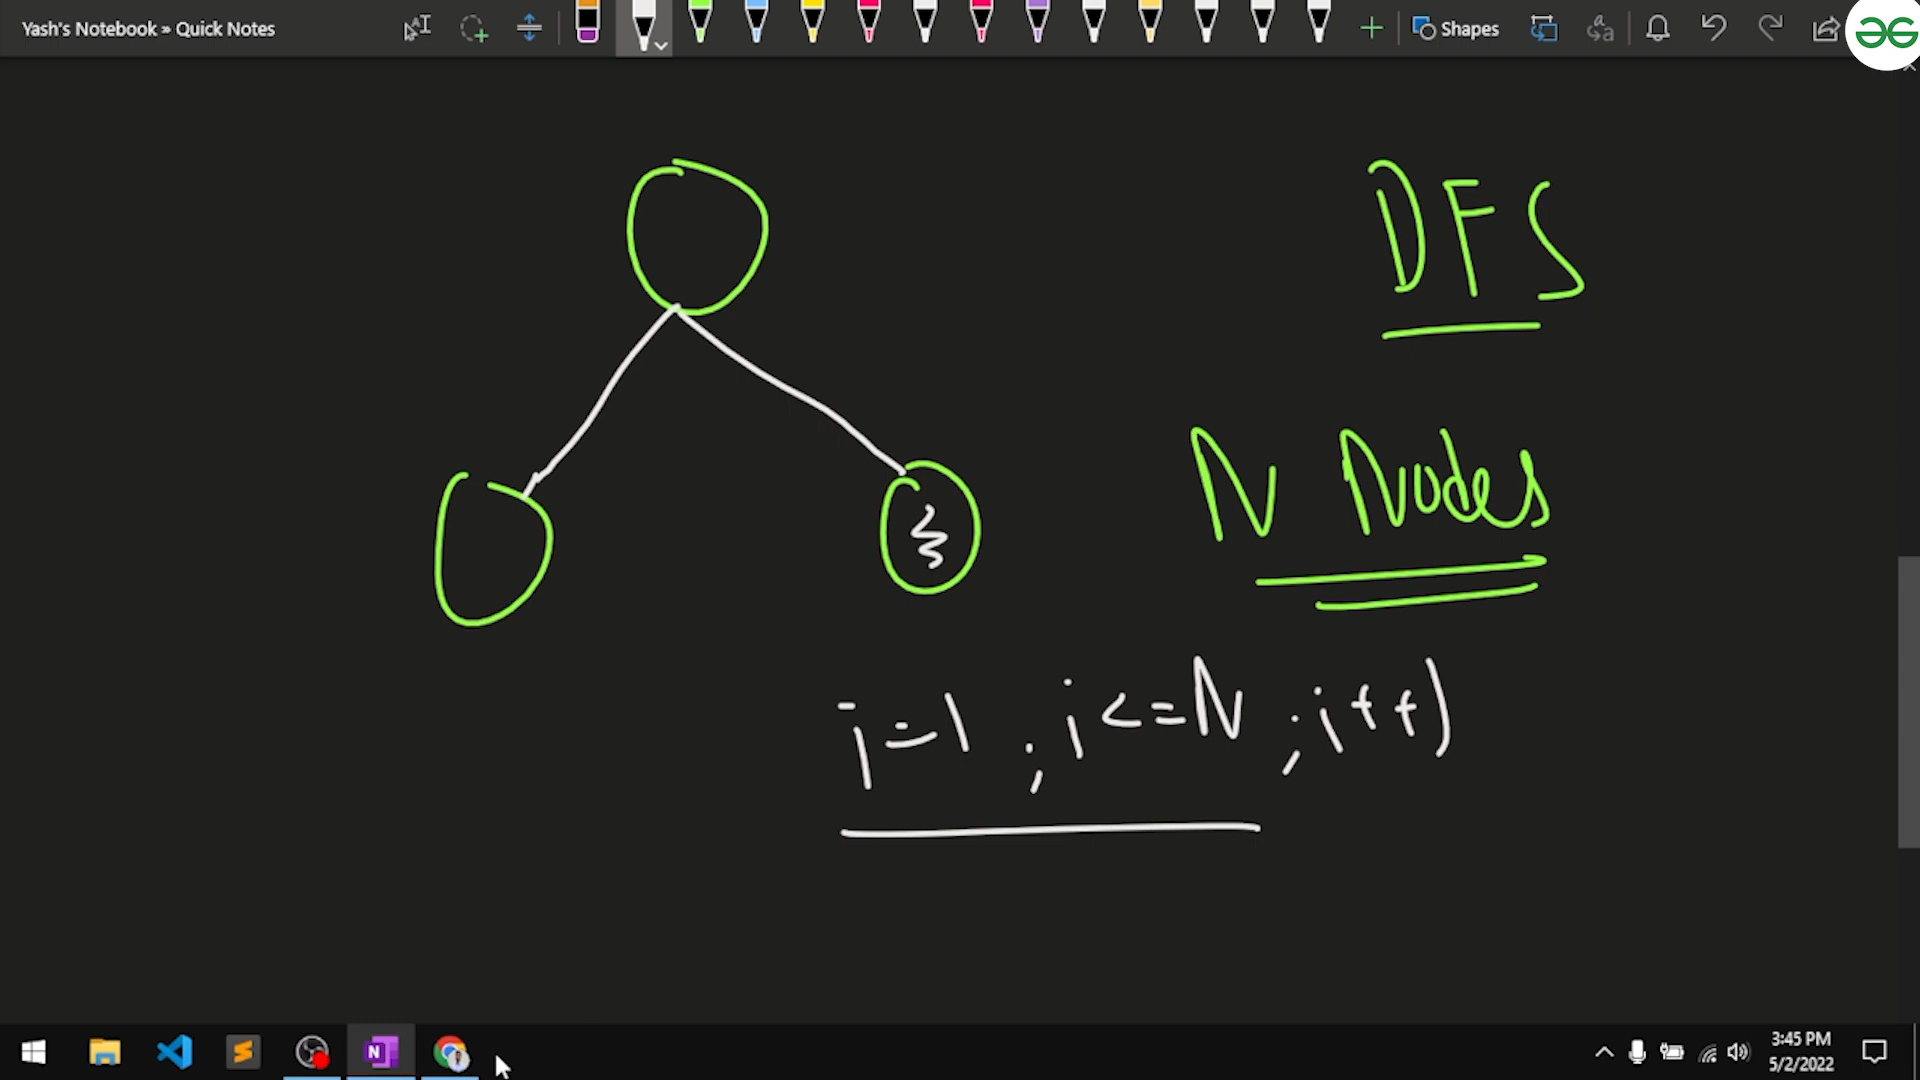 Yash's Notebook » Quick Notes
Shapes
DFS
N Nodes
i=1 ; i<=N ; i++)
3:45 PM
5/2/2022